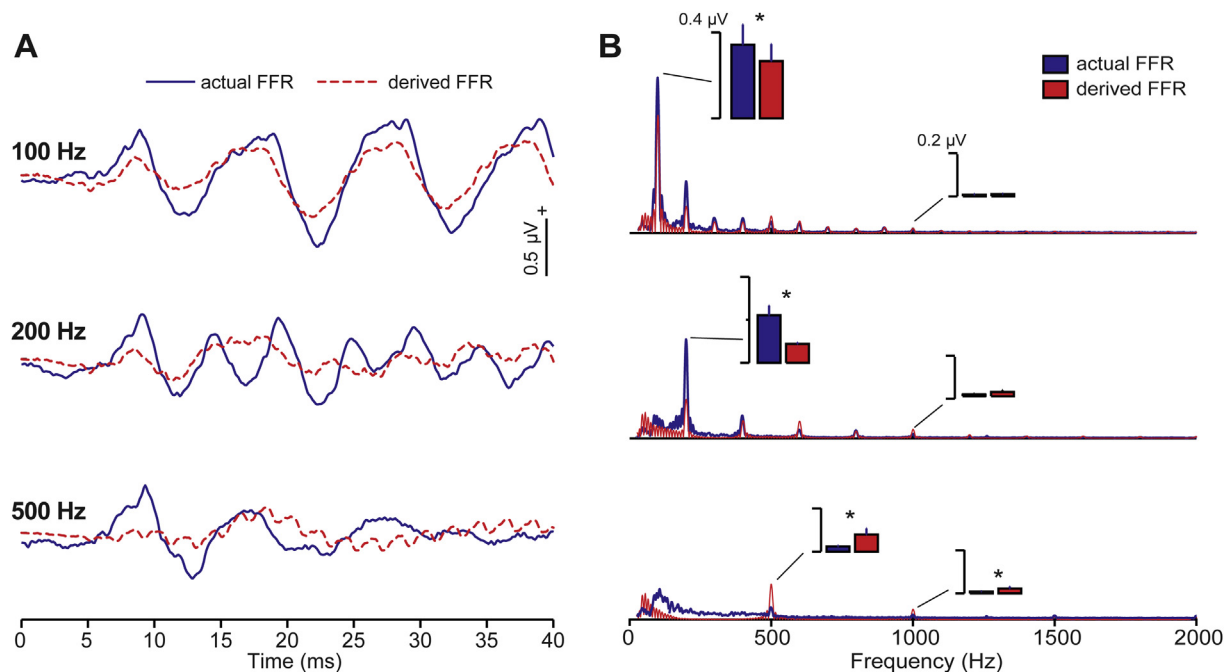 A
actual FFR derived FFR
100 Hz
0.5 µV +
200 Hz
500 Hz
0 5 10 15 20 25 30 35 40
Time (ms)
B
0.4 µV *
actual FFR
derived FFR
0.2 µV
*
*
*
0 500 1000 1500 2000
Frequency (Hz)